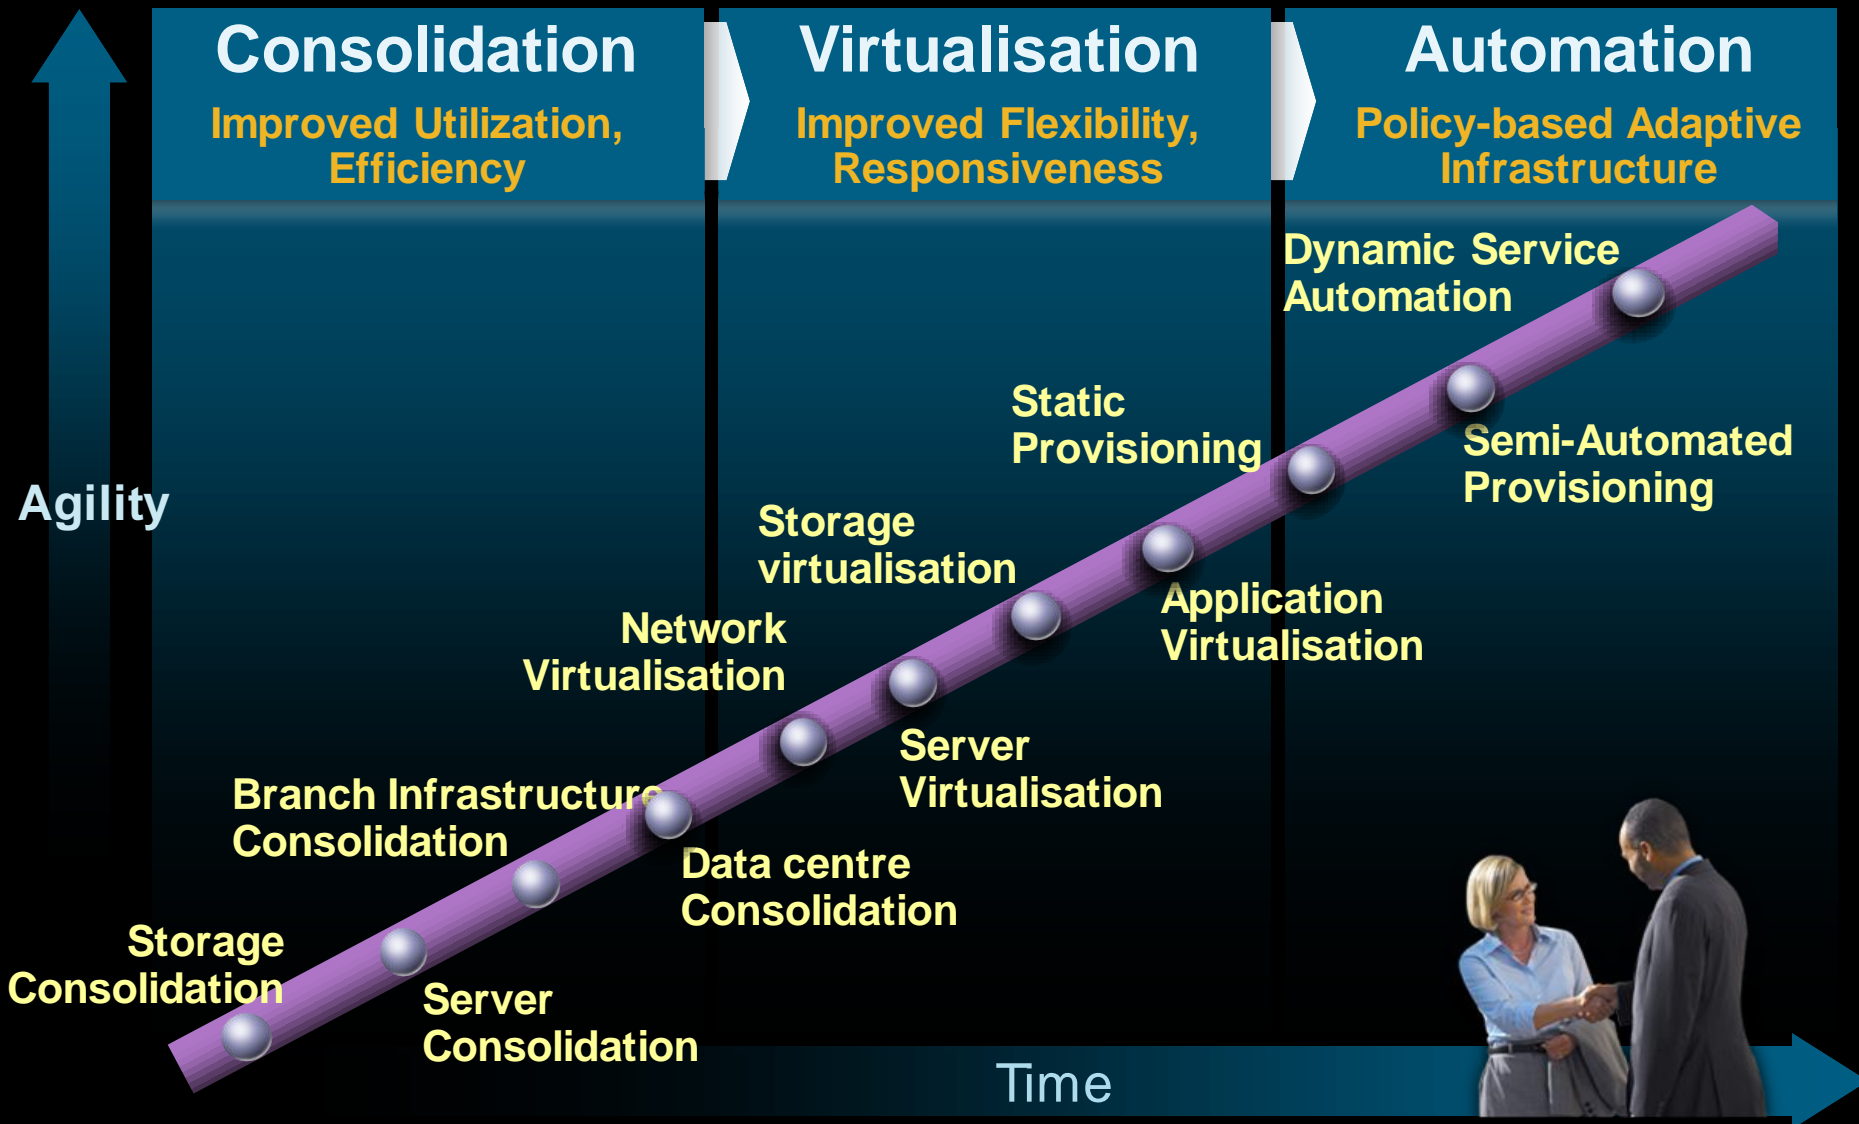 Consolidation
Improved Utilization,
Efficiency
Virtualisation
Improved Flexibility,
Responsiveness
Automation
Policy-based Adaptive
Infrastructure
Dynamic Service
Automation
Static
Provisioning
Semi-Automated
Provisioning
Agility
Storage
virtualisation
Application
Virtualisation
Network
Virtualisation
Server
Virtualisation
Branch Infrastructure
Consolidation
Data centre
Consolidation
Storage
Consolidation
Server
Consolidation
Time